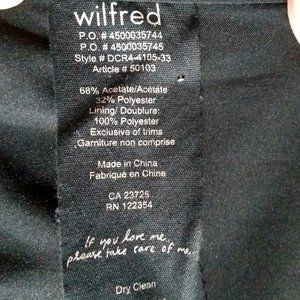 wilfred
P.O. # 4500035744
P.O. # 4500035745
Style # DCR4-4105-33
Article # 50103
68% Acetate/Acétate
32% Polyester
Lining/ Doublure:
100% Polyester
Exclusive of trims
Garniture non comprise
Made in China
Fabriqué en Chine
CA 23725
RN 122354
If you love me,
please take care of me...
Dry Clean